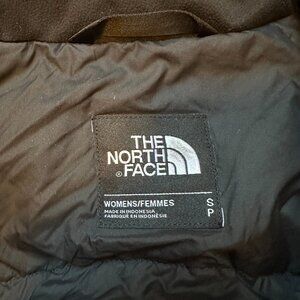 THE
NORTH
® FACE
WOMENS/FEMMES S
MADE IN INDONESIA P
FABRIQUÉ EN INDONÉSIE